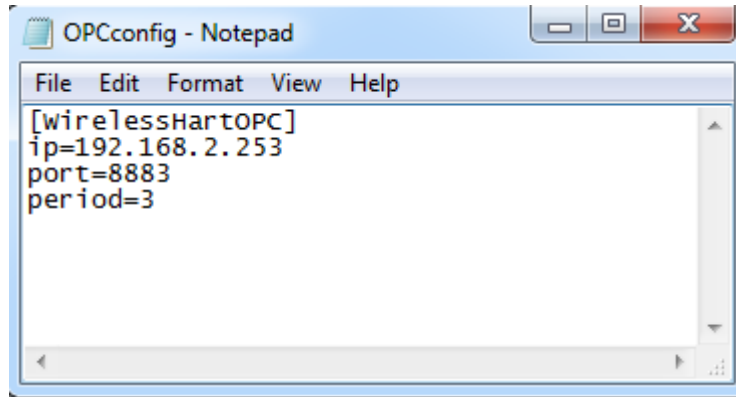 OPCconfig - Notepad
File Edit Format View Help
[WirelessHartOPC]
ip=192.168.2.253
port=8883
period=3